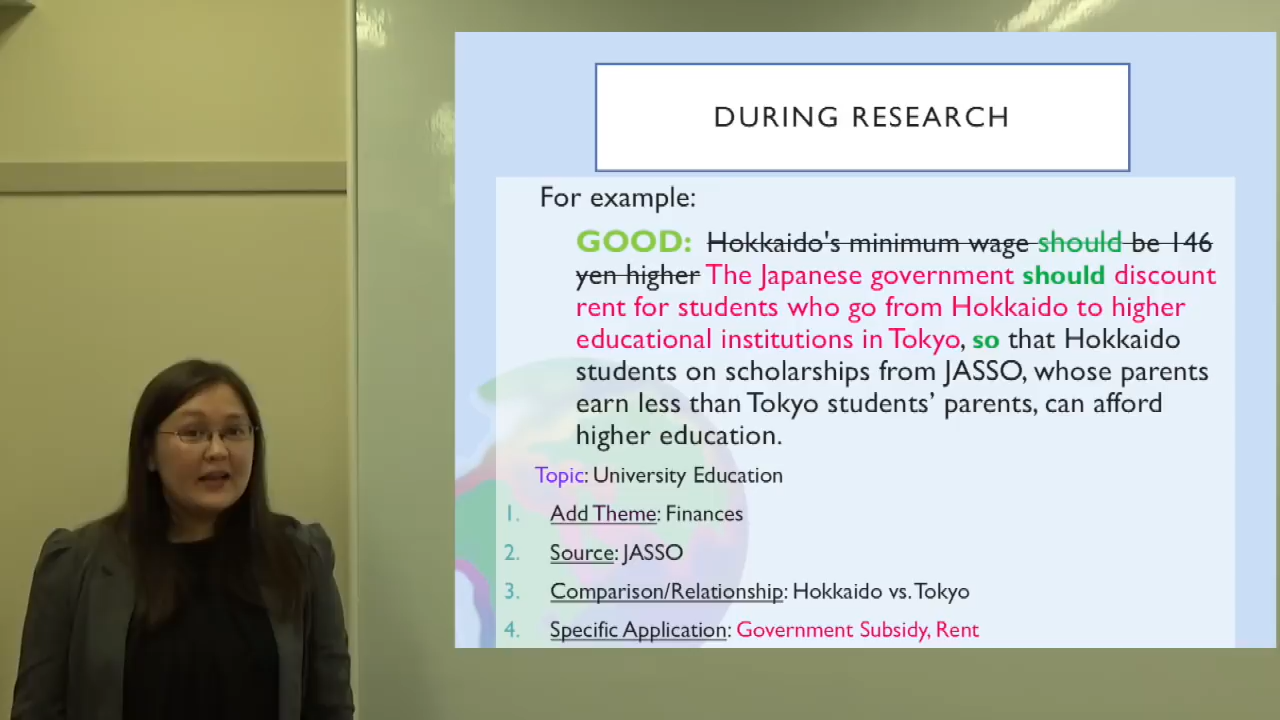 DURING RESEARCH
For example:
GOOD: Hokkaido's minimum wage should be 146
yen higher The Japanese government should discount
rent for students who go from Hokkaido to higher
educational institutions in Tokyo, so that Hokkaido
students on scholarships from JASSO, whose parents
earn less than Tokyo students’ parents, can afford
higher education.
Topic: University Education
1. Add Theme: Finances
2. Source: JASSO
3. Comparison/Relationship: Hokkaido vs. Tokyo
4. Specific Application: Government Subsidy, Rent